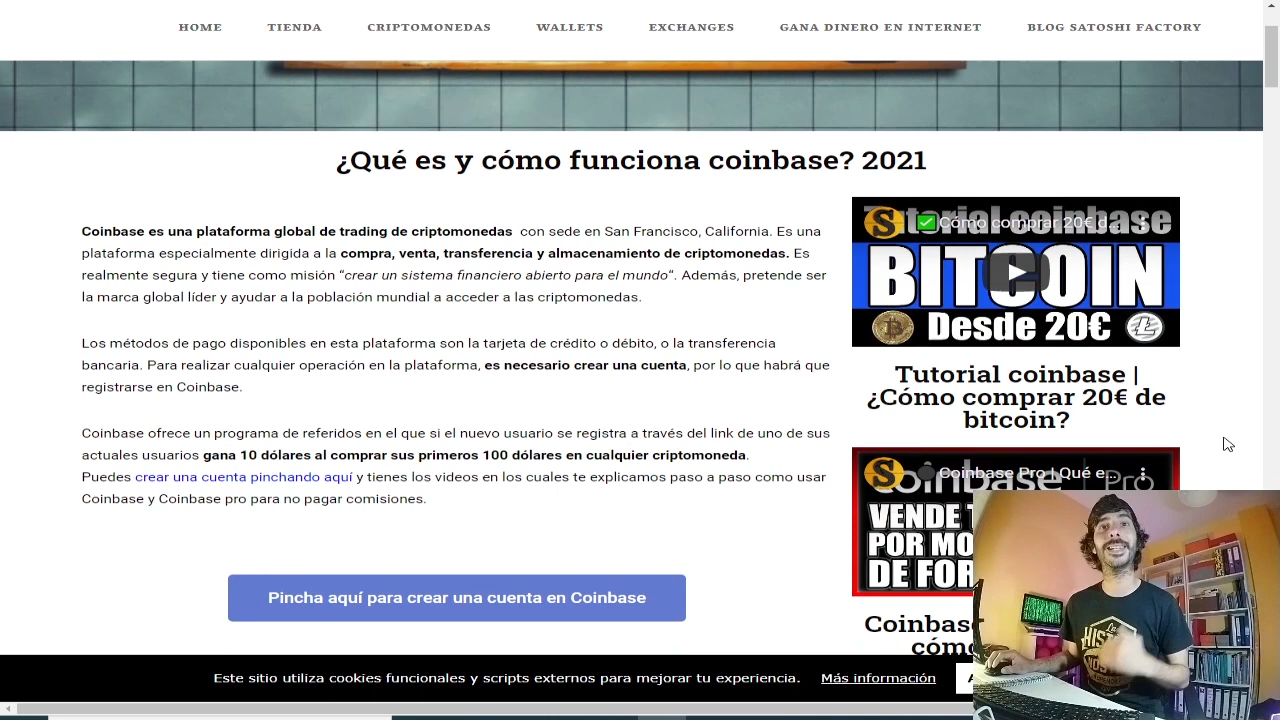 HOME TIENDA CRIPTOMONEDAS WALLETS EXCHANGES GANA DINERO EN INTERNET BLOG SATOSHI FACTORY
¿Qué es y cómo funciona coinbase? 2021
Coinbase es una plataforma global de trading de criptomonedas con sede en San Francisco, California. Es una
plataforma especialmente dirigída a la compra, venta, transferencia y almacenamiento de criptomonedas. Es
realmente segura y tiene como misión “crear un sistema financiero abierto para el mundo“. Además, pretende ser
la marca global líder y ayudar a la población mundial a acceder a las criptomonedas.
Los métodos de pago disponibles en esta plataforma son la tarjeta de crédito o débito, o la transferencia
bancaria. Para realizar cualquier operación en la plataforma, es necesario crear una cuenta, por lo que habrá que
registrarse en Coinbase.
Coinbase ofrece un programa de referidos en el que si el nuevo usuario se registra a través del link de uno de sus
actuales usuarios gana 10 dólares al comprar sus primeros 100 dólares en cualquier criptomoneda.
Puedes crear una cuenta pinchando aquí y tienes los videos en los cuales te explicamos paso a paso como usar
Coinbase y Coinbase pro para no pagar comisiones.
Pincha aquí para crear una cuenta en Coinbase
Tutorial coinbase
Cómo comprar 20€ d...
BITCOIN
Desde 20€
Tutorial coinbase |
¿Cómo comprar 20€ de
bitcoin?
coinbase | Pro
Coinbase Pro | Qué e...
VENDE
POR
DE
Coinbase
cómo
Este sitio utiliza cookies funcionales y scripts externos para mejorar tu experiencia. Más información